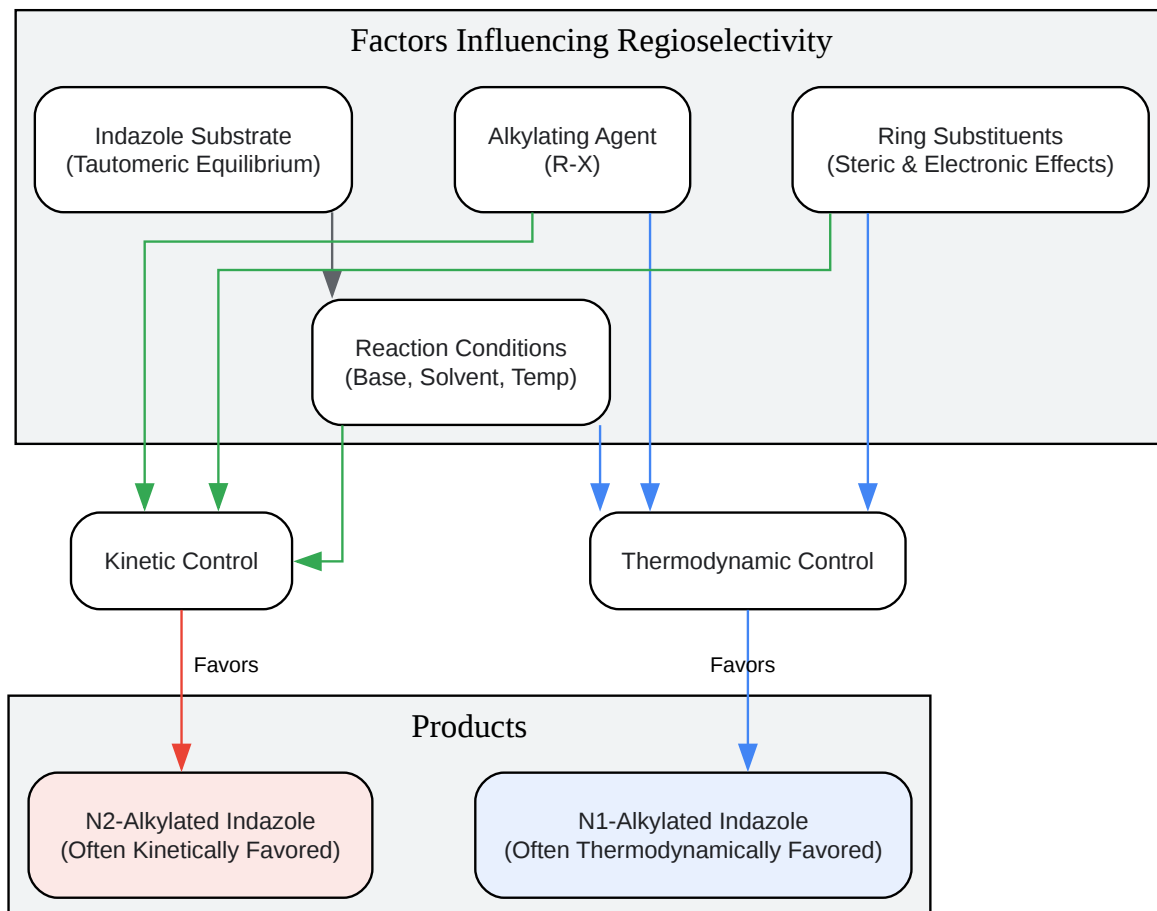 Factors Influencing Regioselectivity
Indazole Substrate
(Tautomeric Equilibrium)
Alkylating Agent
(R-X)
Ring Substituents
(Steric & Electronic Effects)
Reaction Conditions
(Base, Solvent, Temp)
Kinetic Control
Thermodynamic Control
Favors
Favors
Products
N2-Alkylated Indazole
(Often Kinetically Favored)
N1-Alkylated Indazole
(Often Thermodynamically Favored)